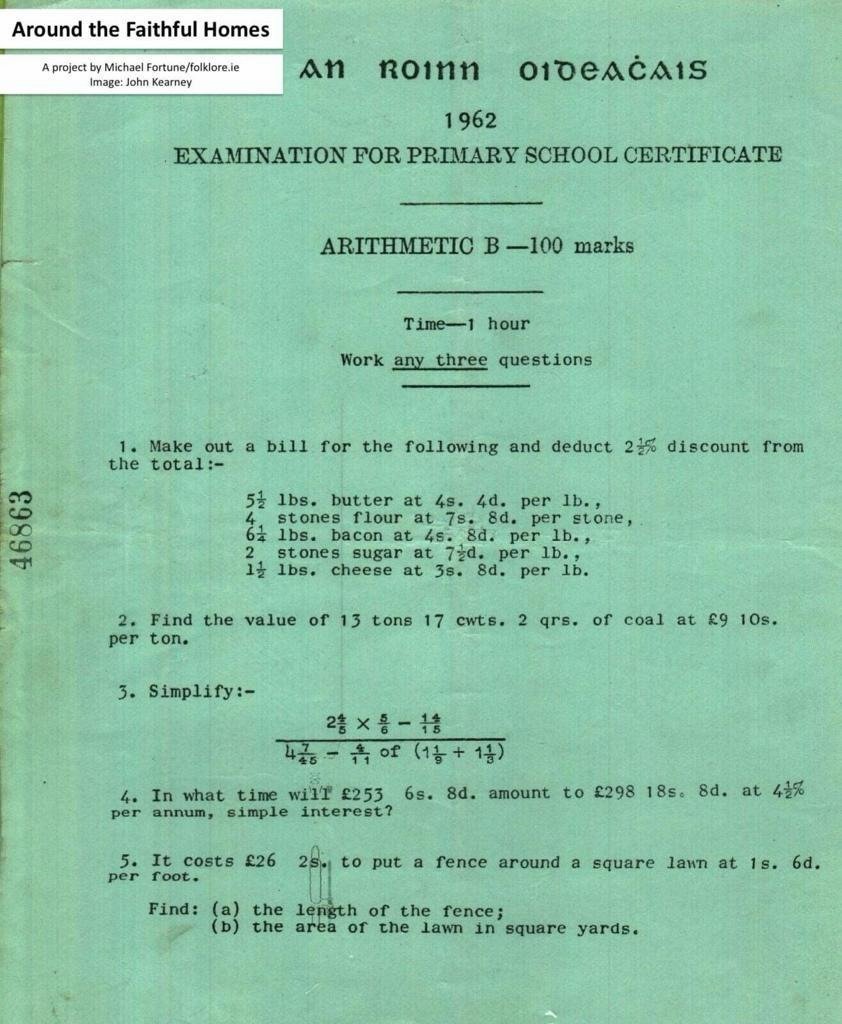 Around the Faithful Homes
A project by Michael Fortune/folklore.ie
Image: John Kearney
An Roinn Oideaċais
1962
EXAMINATION FOR PRIMARY SCHOOL CERTIFICATE
ARITHMETIC B —100 marks
Time—1 hour
Work any three questions
1. Make out a bill for the following and deduct 2½% discount from
the total:-
5½ lbs. butter at 4s. 4d. per lb.,
4 stones flour at 7s. 8d. per stone,
6¼ lbs. bacon at 4s. 8d. per lb.,
2 stones sugar at 7½d. per lb.,
1½ lbs. cheese at 3s. 8d. per lb.
46863
2. Find the value of 13 tons 17 cwts. 2 qrs. of coal at £9 10s.
per ton.
3. Simplify:-
2 4/5 × 5/6 − 14/15
4 7/45 − 4/11 of (1 1/9 + 1 1/3)
4. In what time will £253 6s. 8d. amount to £298 18s. 8d. at 4½%
per annum, simple interest?
5. It costs £26 2s. to put a fence around a square lawn at 1s. 6d.
per foot.
Find: (a) the length of the fence;
(b) the area of the lawn in square yards.